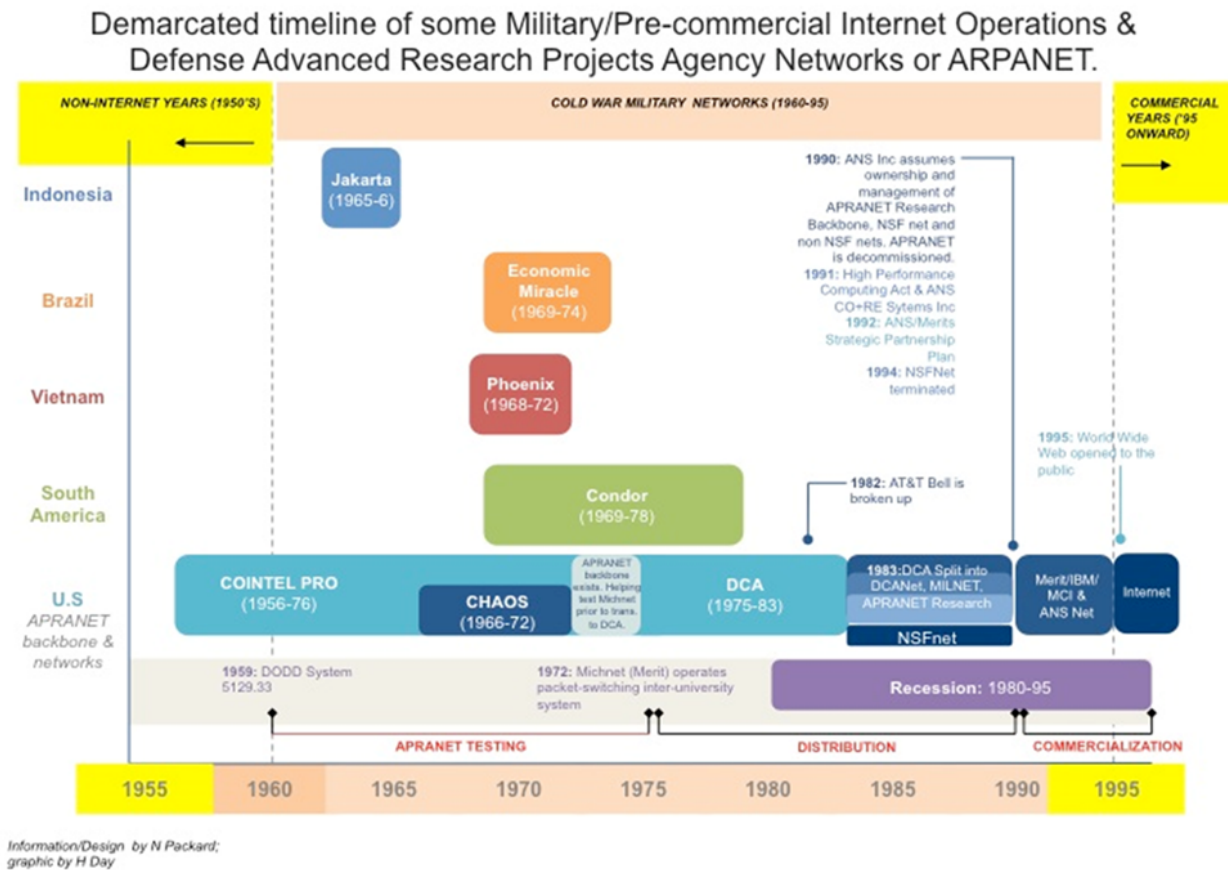 Demarcated timeline of some Military/Pre-commercial Internet Operations &
Defense Advanced Research Projects Agency Networks or ARPANET.
NON-INTERNET YEARS (1950'S)
COLD WAR MILITARY NETWORKS (1960-95)
COMMERCIAL
YEARS ('95
ONWARD)
Indonesia
Jakarta
(1965-6)
1990: ANS Inc assumes
ownership and
management of
APRANET Research
Backbone, NSF net and
non NSF nets. APRANET
is decommissioned.
1991: High Performance
Computing Act & ANS
CO+RE Sytems Inc
1992: ANS/Merits
Strategic Partnership
Plan
1994: NSFNet
terminated
Brazil
Economic
Miracle
(1969-74)
Vietnam
Phoenix
(1968-72)
1995: World Wide
Web opened to the
public
South
America
Condor
(1969-78)
1982: AT&T Bell is
broken up
U.S
APRANET
backbone &
networks
COINTEL PRO
(1956-76)
CHAOS
(1966-72)
APRANET
backbone
exists. Helping
test Michnet
prior to trans.
to DCA.
DCA
(1975-83)
1983:DCA Split into
DCANet, MILNET,
APRANET Research
NSFnet
Merit/IBM/
MCI &
ANS Net
Internet
1959: DODD System
5129.33
1972: Michnet (Merit) operates
packet-switching inter-university
system
Recession: 1980-95
APRANET TESTING
DISTRIBUTION
COMMERCIALIZATION
1955
1960
1965
1970
1975
1980
1985
1990
1995
Information/Design by N Packard;
graphic by H Day